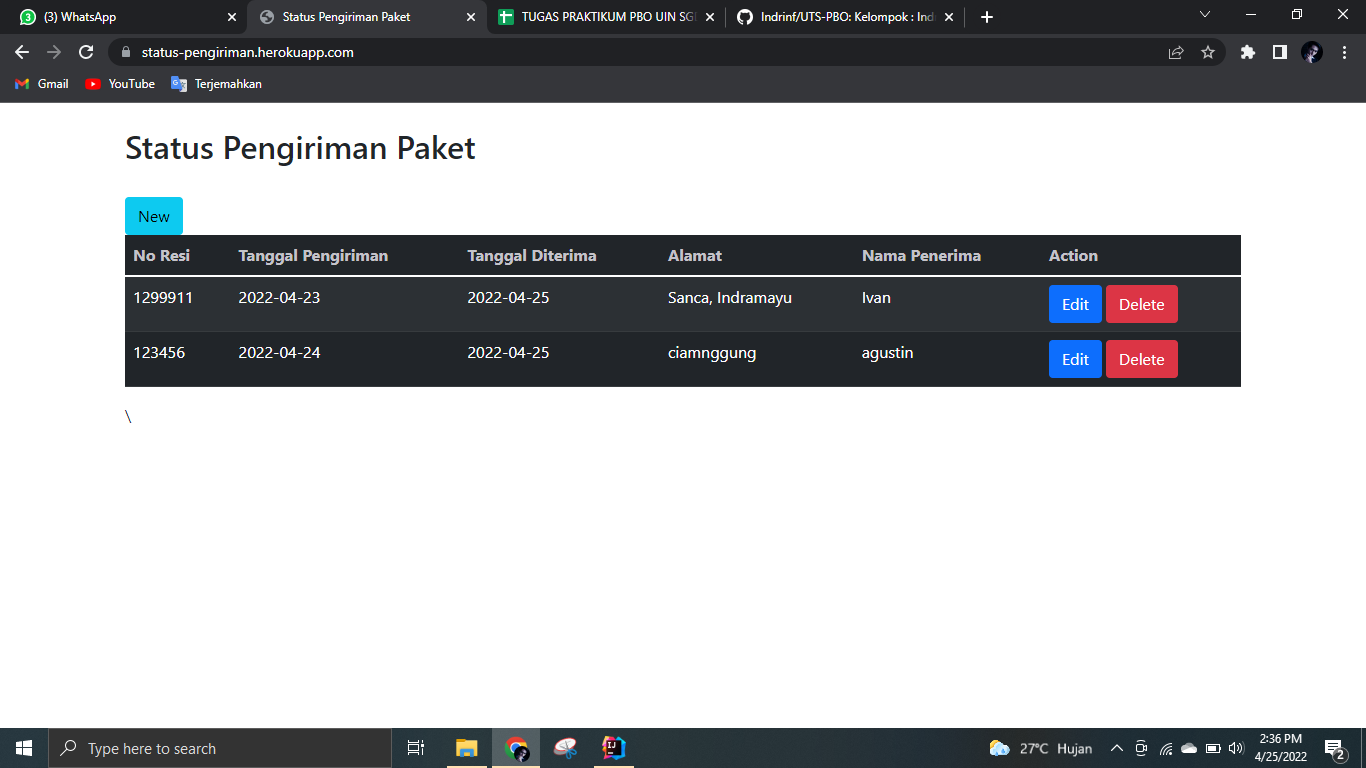 3 (3) WhatsApp Status Pengiriman Paket TUGAS PRAKTIKUM PBO UIN SG Indrinf/UTS-PBO: Kelompok : Ind
status-pengiriman.herokuapp.com
Gmail YouTube Terjemahkan
Status Pengiriman Paket
New
No Resi Tanggal Pengiriman Tanggal Diterima Alamat Nama Penerima Action
1299911 2022-04-23 2022-04-25 Sanca, Indramayu Ivan Edit Delete
123456 2022-04-24 2022-04-25 ciamnggung agustin Edit Delete
\
Type here to search 27°C Hujan 2:36 PM
4/25/2022 2